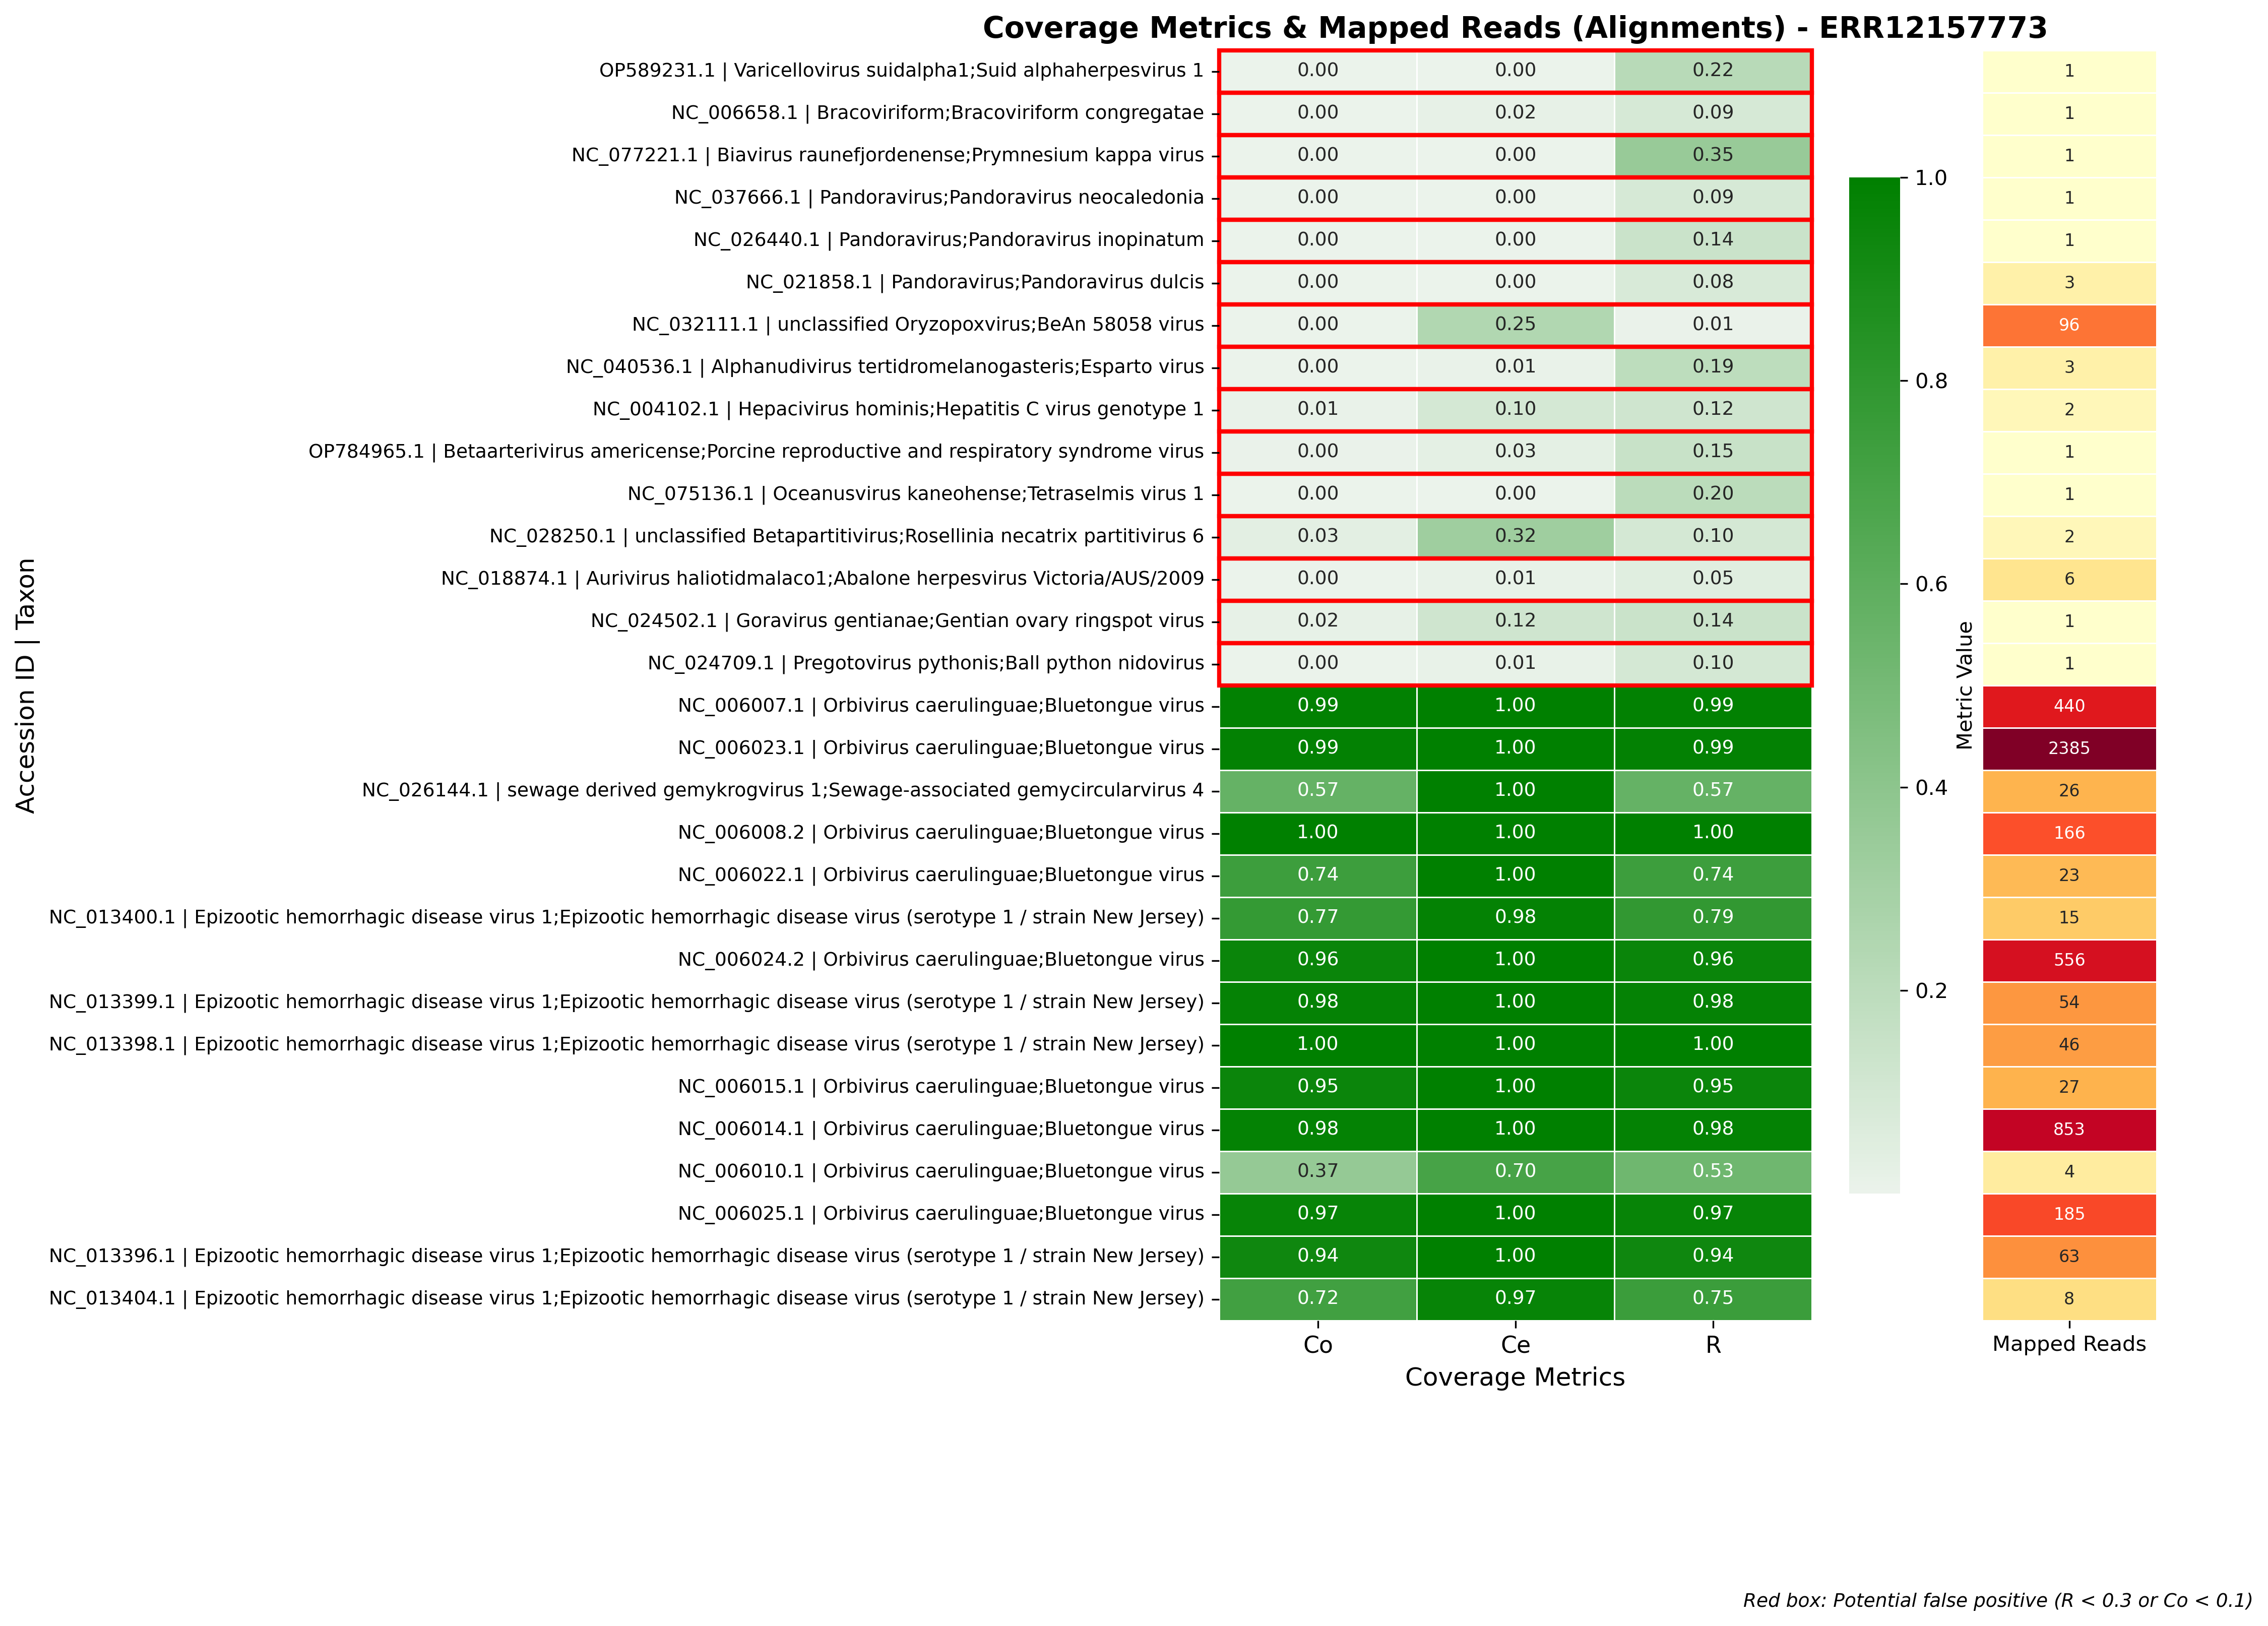 Coverage Metrics & Mapped Reads (Alignments) - ERR12157773
Accession ID | Taxon
OP589231.1 | Varicellovirus suidalpha1;Suid alphaherpesvirus 1 0.00 0.00 0.22 1
NC_006658.1 | Bracoviriform;Bracoviriform congregatae 0.00 0.02 0.09 1
NC_077221.1 | Biavirus raunefjordenense;Prymnesium kappa virus 0.00 0.00 0.35 1
NC_037666.1 | Pandoravirus;Pandoravirus neocaledonia 0.00 0.00 0.09 1
NC_026440.1 | Pandoravirus;Pandoravirus inopinatum 0.00 0.00 0.14 1
NC_021858.1 | Pandoravirus;Pandoravirus dulcis 0.00 0.00 0.08 3
NC_032111.1 | unclassified Oryzopoxvirus;BeAn 58058 virus 0.00 0.25 0.01 96
NC_040536.1 | Alphanudivirus tertidromelanogasteris;Esparto virus 0.00 0.01 0.19 3
NC_004102.1 | Hepacivirus hominis;Hepatitis C virus genotype 1 0.01 0.10 0.12 2
OP784965.1 | Betaarterivirus americense;Porcine reproductive and respiratory syndrome virus 0.00 0.03 0.15 1
NC_075136.1 | Oceanusvirus kaneohense;Tetraselmis virus 1 0.00 0.00 0.20 1
NC_028250.1 | unclassified Betapartitivirus;Rosellinia necatrix partitivirus 6 0.03 0.32 0.10 2
NC_018874.1 | Aurivirus haliotidmalaco1;Abalone herpesvirus Victoria/AUS/2009 0.00 0.01 0.05 6
NC_024502.1 | Goravirus gentianae;Gentian ovary ringspot virus 0.02 0.12 0.14 1
NC_024709.1 | Pregotovirus pythonis;Ball python nidovirus 0.00 0.01 0.10 1
NC_006007.1 | Orbivirus caerulinguae;Bluetongue virus 0.99 1.00 0.99 440
NC_006023.1 | Orbivirus caerulinguae;Bluetongue virus 0.99 1.00 0.99 2385
NC_026144.1 | sewage derived gemykrogvirus 1;Sewage-associated gemycircularvirus 4 0.57 1.00 0.57 26
NC_006008.2 | Orbivirus caerulinguae;Bluetongue virus 1.00 1.00 1.00 166
NC_006022.1 | Orbivirus caerulinguae;Bluetongue virus 0.74 1.00 0.74 23
NC_013400.1 | Epizootic hemorrhagic disease virus 1;Epizootic hemorrhagic disease virus (serotype 1 / strain New Jersey) 0.77 0.98 0.79 15
NC_006024.2 | Orbivirus caerulinguae;Bluetongue virus 0.96 1.00 0.96 556
NC_013399.1 | Epizootic hemorrhagic disease virus 1;Epizootic hemorrhagic disease virus (serotype 1 / strain New Jersey) 0.98 1.00 0.98 54
NC_013398.1 | Epizootic hemorrhagic disease virus 1;Epizootic hemorrhagic disease virus (serotype 1 / strain New Jersey) 1.00 1.00 1.00 46
NC_006015.1 | Orbivirus caerulinguae;Bluetongue virus 0.95 1.00 0.95 27
NC_006014.1 | Orbivirus caerulinguae;Bluetongue virus 0.98 1.00 0.98 853
NC_006010.1 | Orbivirus caerulinguae;Bluetongue virus 0.37 0.70 0.53 4
NC_006025.1 | Orbivirus caerulinguae;Bluetongue virus 0.97 1.00 0.97 185
NC_013396.1 | Epizootic hemorrhagic disease virus 1;Epizootic hemorrhagic disease virus (serotype 1 / strain New Jersey) 0.94 1.00 0.94 63
NC_013404.1 | Epizootic hemorrhagic disease virus 1;Epizootic hemorrhagic disease virus (serotype 1 / strain New Jersey) 0.72 0.97 0.75 8
Co Ce R
Coverage Metrics
1.0
0.8
0.6
0.4
0.2
Metric Value
Mapped Reads
Red box: Potential false positive (R < 0.3 or Co < 0.1)